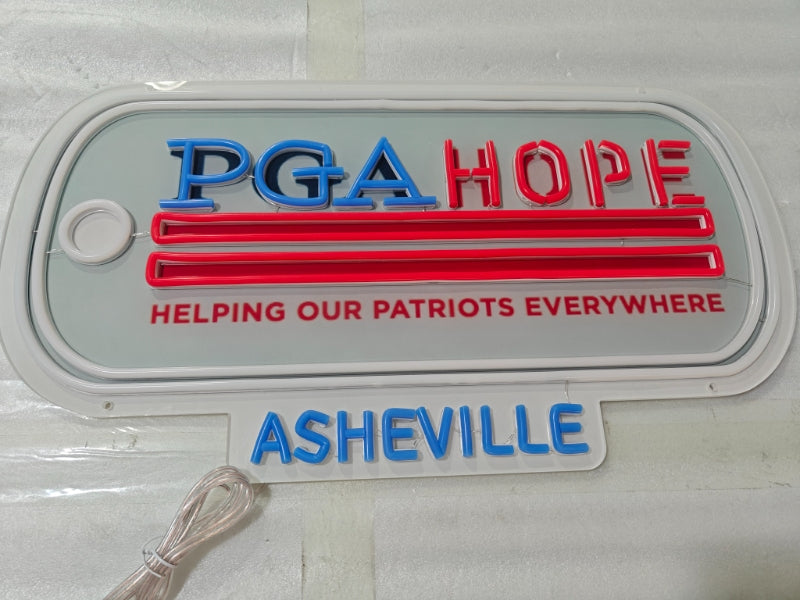 PGA HOPE
HELPING OUR PATRIOTS EVERYWHERE
ASHEVILLE